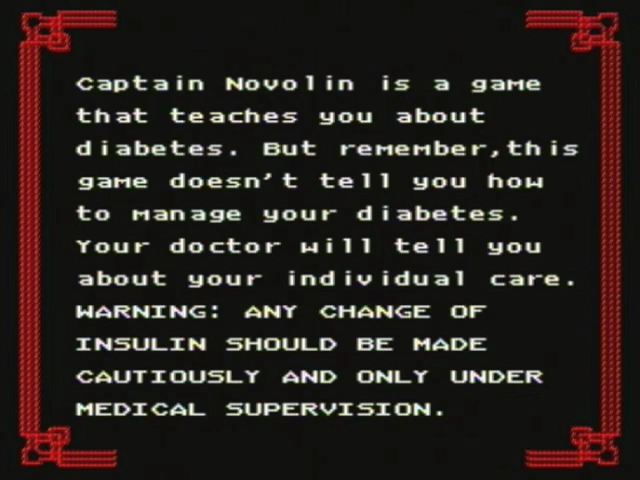 Captain Novolin is a game
that teaches you about
diabetes. But remember,this
game doesn't tell you how
to manage your diabetes.
Your doctor will tell you
about your individual care.
WARNING: ANY CHANGE OF
INSULIN SHOULD BE MADE
CAUTIOUSLY AND ONLY UNDER
MEDICAL SUPERVISION.